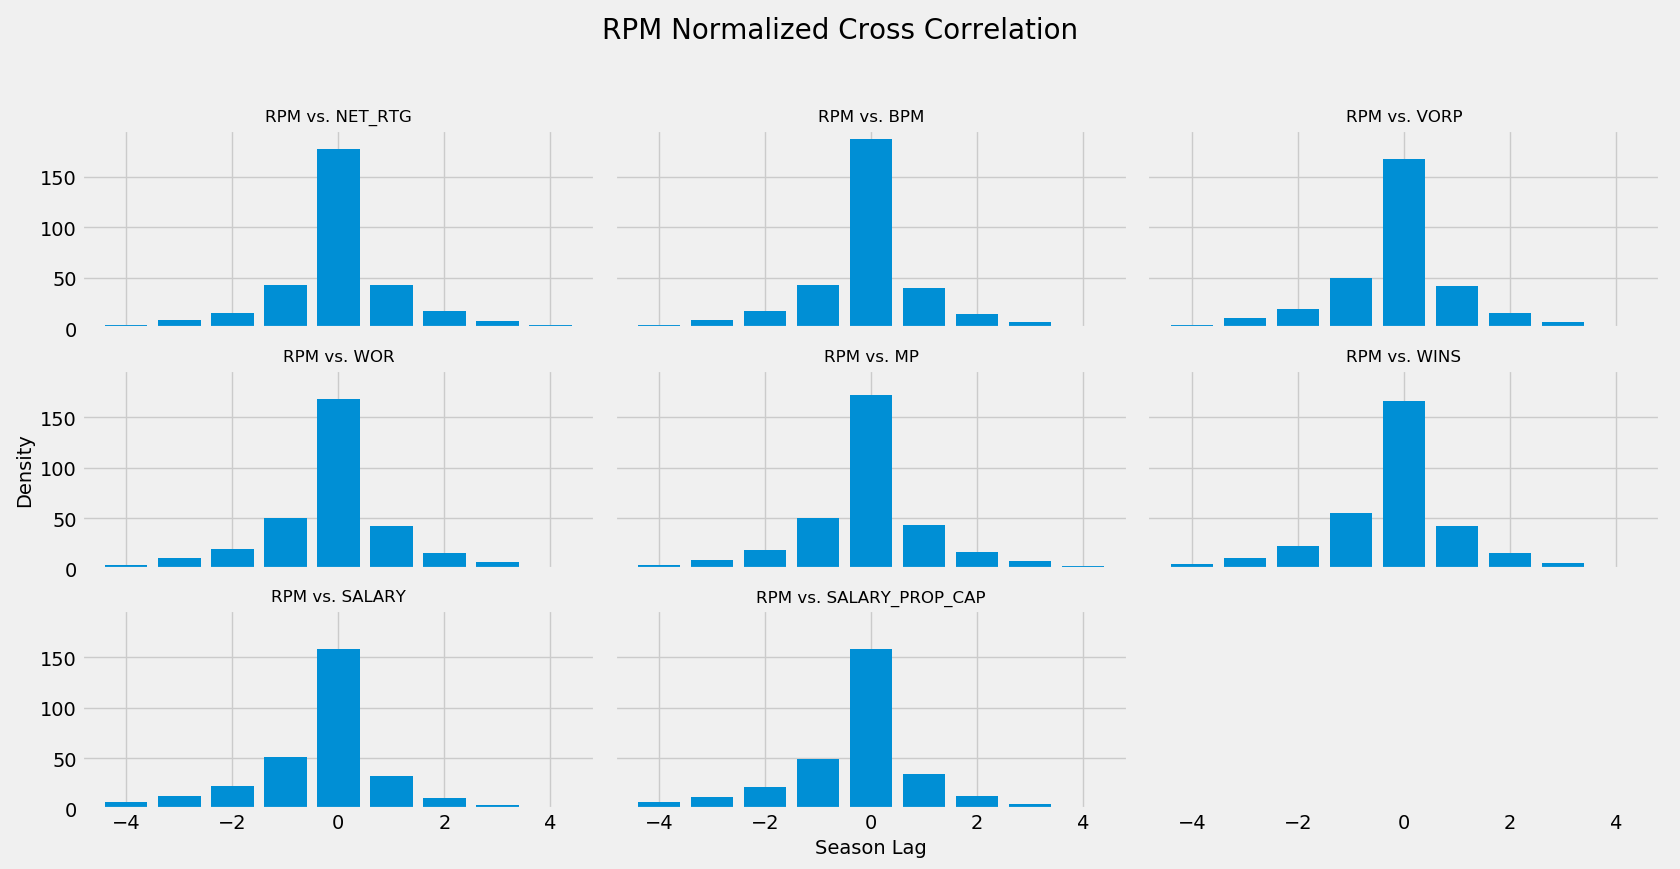 RPM Normalized Cross Correlation
RPM vs. NET_RTG
RPM vs. BPM
RPM vs. VORP
150
100
50
0
RPM vs. WOR
RPM vs. MP
RPM vs. WINS
150
100
50
0
Density
RPM vs. SALARY
RPM vs. SALARY_PROP_CAP
150
100
50
0
−4 −2 0 2 4
−4 −2 0 2 4
−4 −2 0 2 4
Season Lag